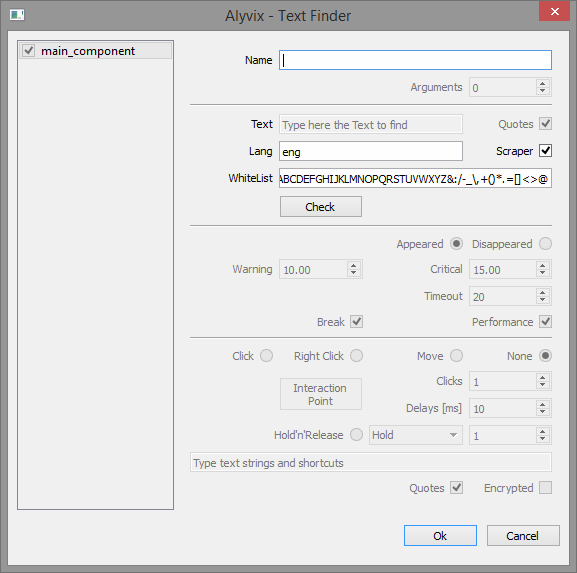 Alyvix - Text Finder
main_component
Name
Arguments 0
Text Type here the Text to find Quotes
Lang eng Scraper
WhiteList ABCDEFGHIJKLMNOPQRSTUVWXYZ&:/-_\,+()*.=[]<>@
Check
Appeared Disappeared
Warning 10.00 Critical 15.00
Timeout 20
Break Performance
Click Right Click Move None
Interaction Point Clicks 1
Delays [ms] 10
Hold'n'Release Hold 1
Type text strings and shortcuts
Quotes Encrypted
Ok Cancel